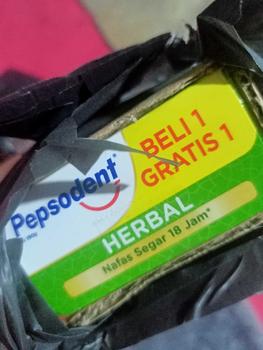 Pepsodent
BELI 1
GRATIS 1
HERBAL
Nafas Segar 18 Jam*